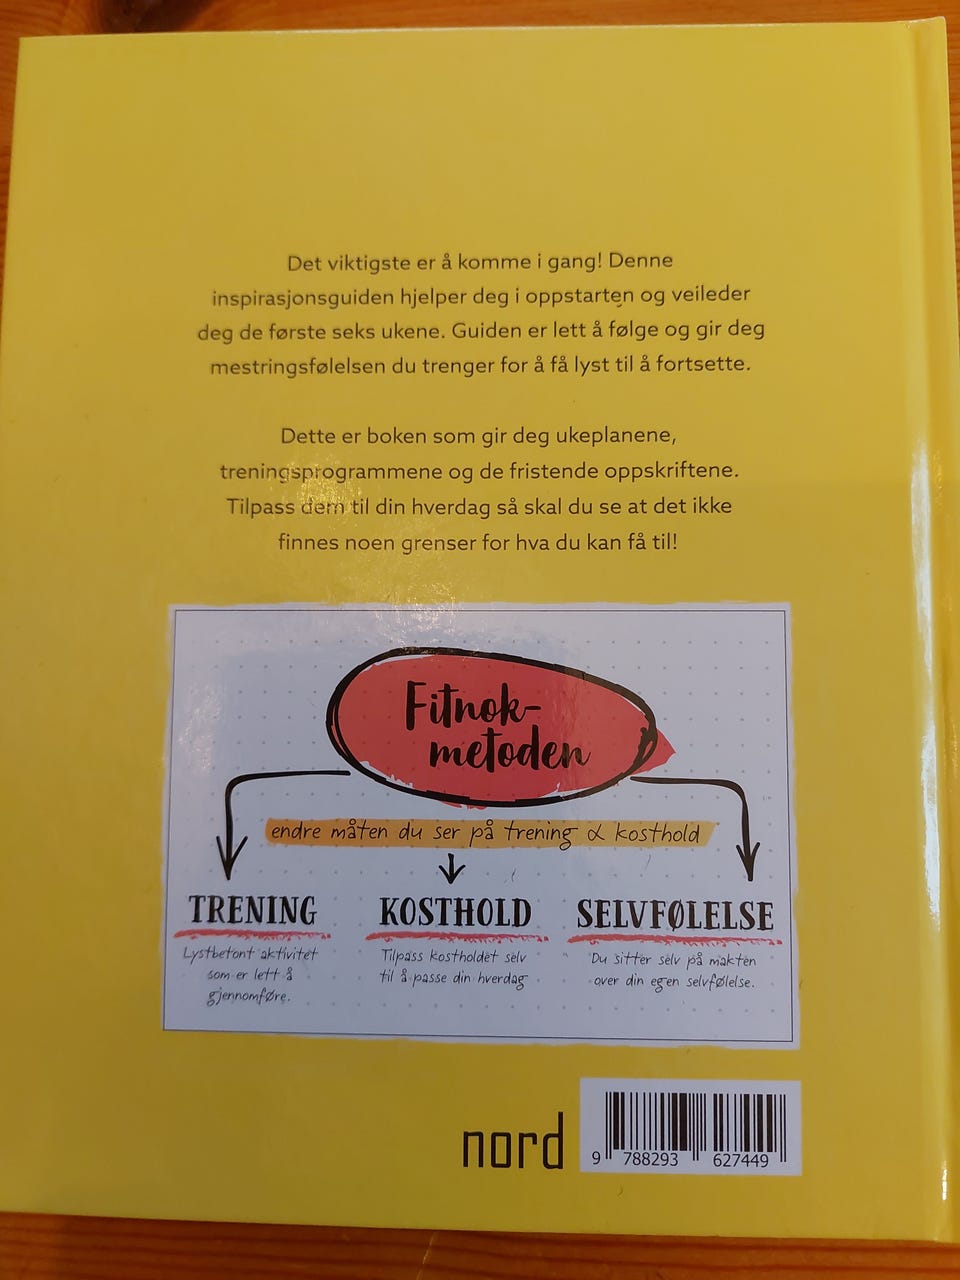 Det viktigste er å komme i gang! Denne
inspirasjonsguiden hjelper deg i oppstarten og veileder
deg de første seks ukene. Guiden er lett å følge og gir deg
mestringsfølelsen du trenger for å få lyst til å fortsette.
Dette er boken som gir deg ukeplanene,
treningsprogrammene og de fristende oppskriftene.
Tilpass dem til din hverdag så skal du se at det ikke
finnes noen grenser for hva du kan få til!
Fitnok-
metoden
endre måten du ser på trening & kosthold
TRENING
Lystbetont aktivitet
som er lett å
gjennomføre.
KOSTHOLD
Tilpass kostholdet selv
til å passe din hverdag
SELVFØLELSE
Du sitter selv på makten
over din egen selvfølelse.
nord
9 788293 627449